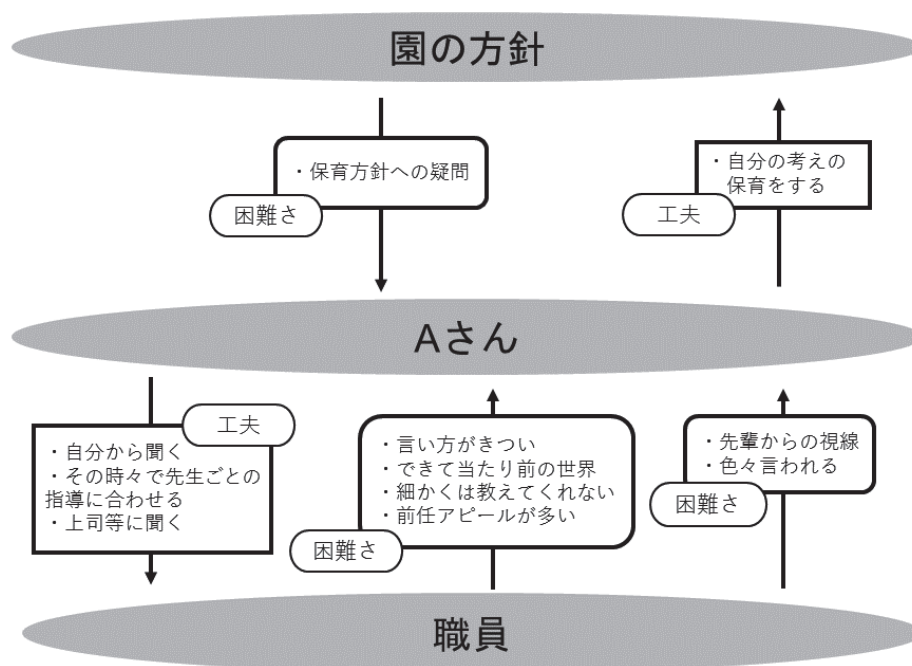 園の方針
・保育方針への疑問
困難さ
・自分の考えの
保育をする
工夫
Aさん
工夫
・自分から聞く
・その時々で先生ごとの
指導に合わせる
・上司等に聞く
・言い方がきつい
・できて当たり前の世界
・細かくは教えてくれない
・前任アピールが多い
困難さ
・先輩からの視線
・色々言われる
困難さ
職員